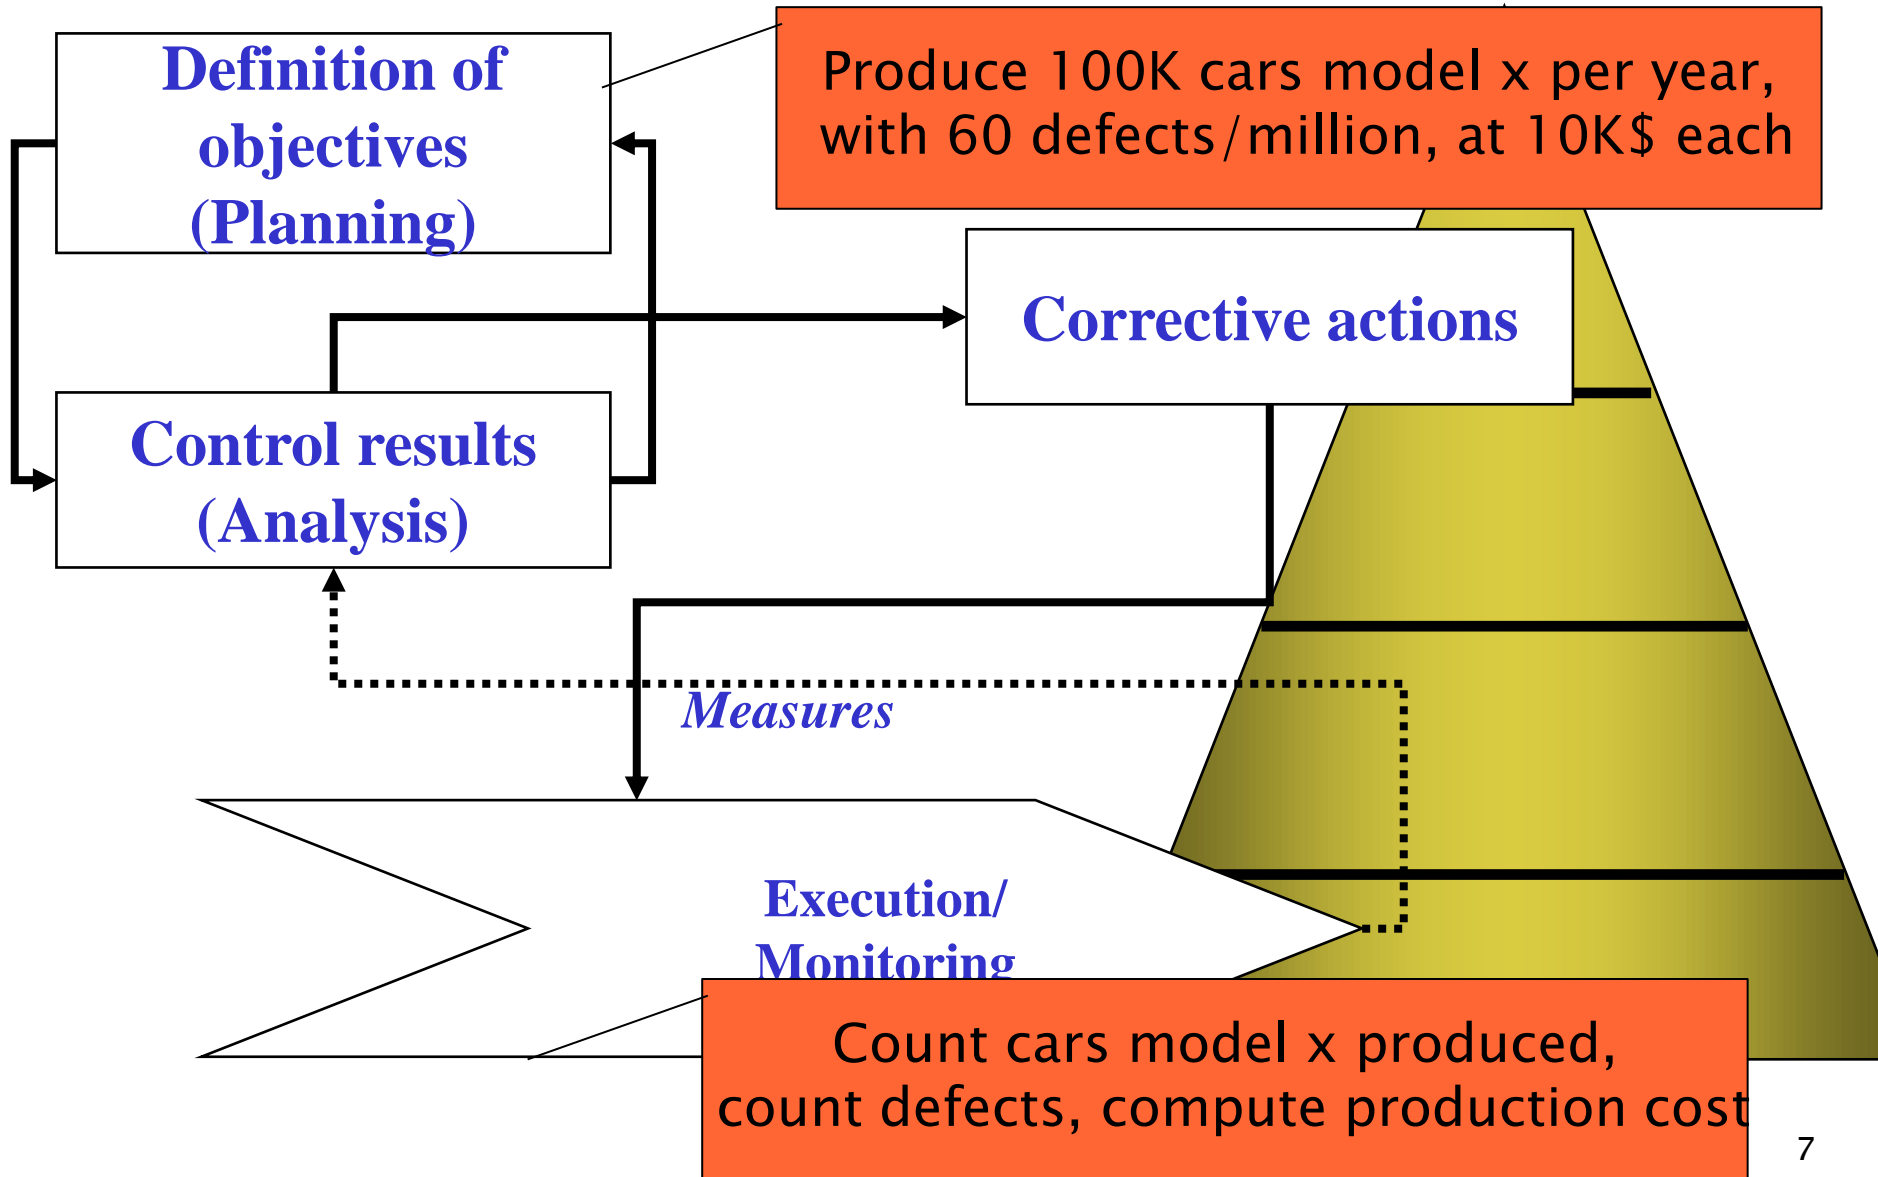 Definition of
objectives
(Planning)
Produce 100K cars model x per year,
with 60 defects/million, at 10K$ each
Corrective actions
Control results
(Analysis)
Measures
Execution/
Monitoring
Count cars model x produced,
count defects, compute production cost
7